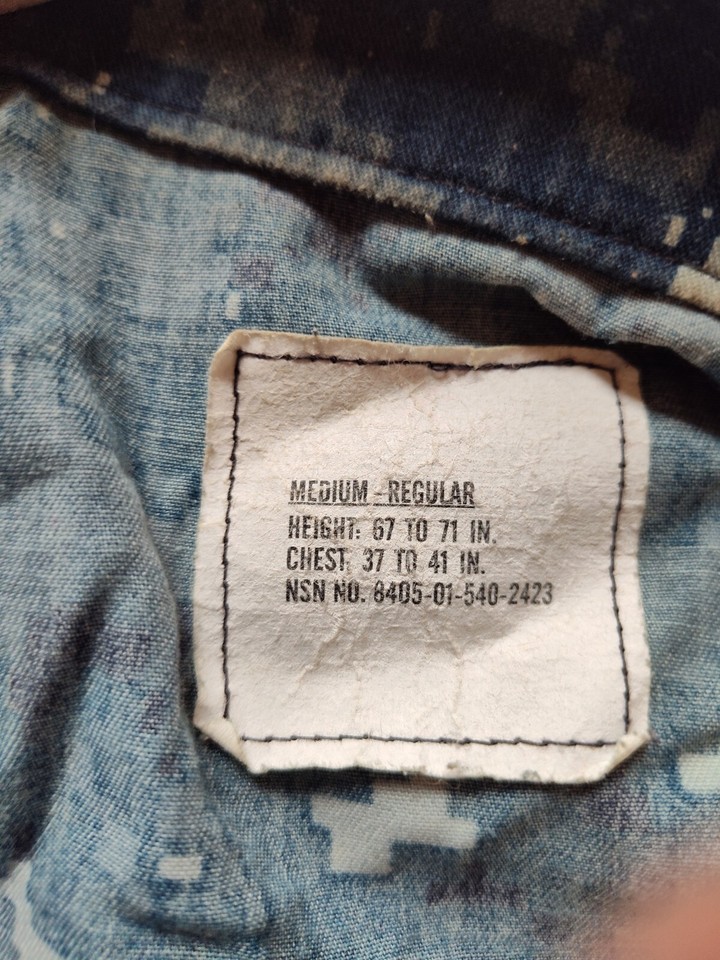 MEDIUM - REGULAR
HEIGHT: 67 TO 71 IN.
CHEST: 37 TO 41 IN.
NSN NO. 8405-01-540-2423